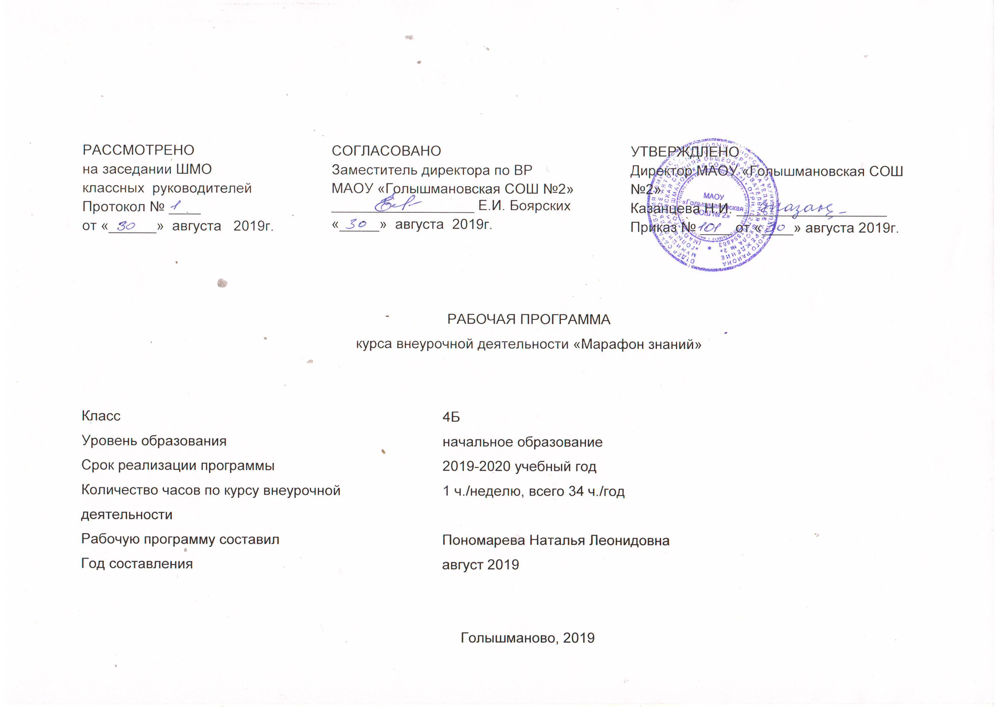 РАССМОТРЕНО
на заседании ШМО
классных руководителей
Протокол № 1
от «30» августа 2019г.
СОГЛАСОВАНО
Заместитель директора по ВР
МАОУ «Голышмановская СОШ №2»
Е.И. Боярских
«30» августа 2019г.
УТВЕРЖДЛЕНО
Директор МАОУ «Голышмановская СОШ
№2»
Казанцева Н.И.
Приказ № 101 от «30» августа 2019г.
МАОУ
«Голышмановская
СОШ № 2»
РАБОЧАЯ ПРОГРАММА
курса внеурочной деятельности «Марафон знаний»
Класс 4Б
Уровень образования начальное образование
Срок реализации программы 2019-2020 учебный год
Количество часов по курсу внеурочной 1 ч./неделю, всего 34 ч./год
деятельности
Рабочую программу составил Пономарева Наталья Леонидовна
Год составления август 2019
Голышманово, 2019